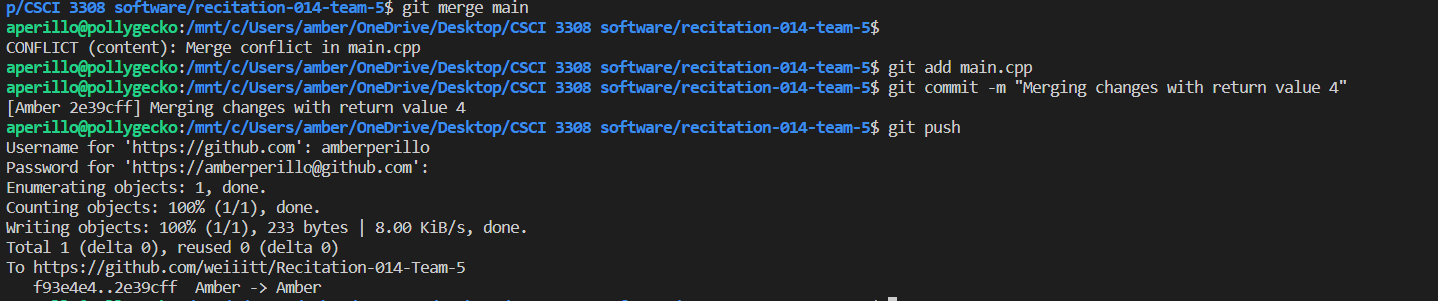 p/CSCI 3308 software/recitation-014-team-5$ git merge main
aperillo@pollygecko:/mnt/c/Users/amber/OneDrive/Desktop/CSCI 3308 software/recitation-014-team-5$
CONFLICT (content): Merge conflict in main.cpp
aperillo@pollygecko:/mnt/c/Users/amber/OneDrive/Desktop/CSCI 3308 software/recitation-014-team-5$ git add main.cpp
aperillo@pollygecko:/mnt/c/Users/amber/OneDrive/Desktop/CSCI 3308 software/recitation-014-team-5$ git commit -m "Merging changes with return value 4"
[Amber 2e39cff] Merging changes with return value 4
aperillo@pollygecko:/mnt/c/Users/amber/OneDrive/Desktop/CSCI 3308 software/recitation-014-team-5$ git push
Username for 'https://github.com': amberperillo
Password for 'https://amberperillo@github.com':
Enumerating objects: 1, done.
Counting objects: 100% (1/1), done.
Writing objects: 100% (1/1), 233 bytes | 8.00 KiB/s, done.
Total 1 (delta 0), reused 0 (delta 0)
To https://github.com/weiiitt/Recitation-014-Team-5
   f93e4e4..2e39cff  Amber -> Amber